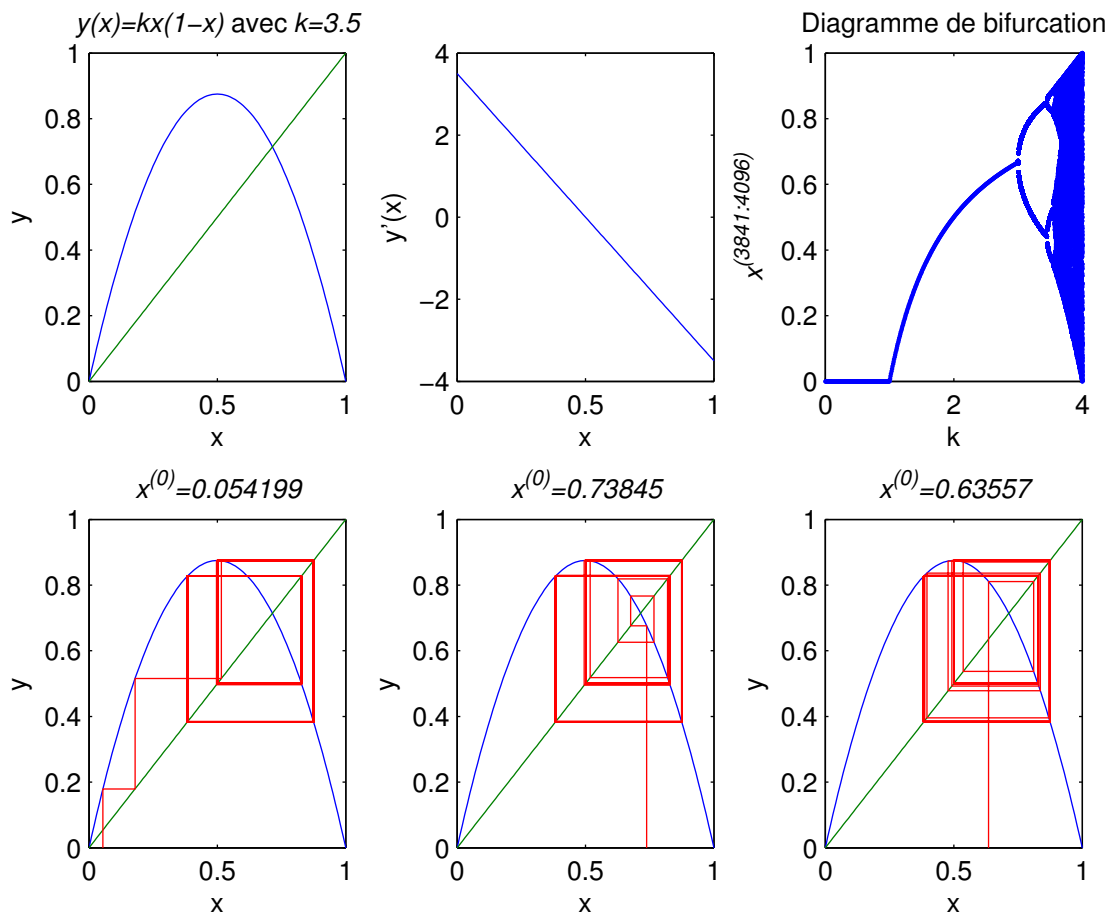 y(x)=kx(1−x) avec k=3.5
1
0.8
0.6
0.4
0.2
0
y
0 0.5 1
x
4
2
0
−2
−4
y'(x)
0 0.5 1
x
Diagramme de bifurcation
1
0.8
0.6
0.4
0.2
0
x^(3841:4096)
0 2 4
k
x^(0)=0.054199
1
0.8
0.6
0.4
0.2
0
y
0 0.5 1
x
x^(0)=0.73845
1
0.8
0.6
0.4
0.2
0
y
0 0.5 1
x
x^(0)=0.63557
1
0.8
0.6
0.4
0.2
0
y
0 0.5 1
x